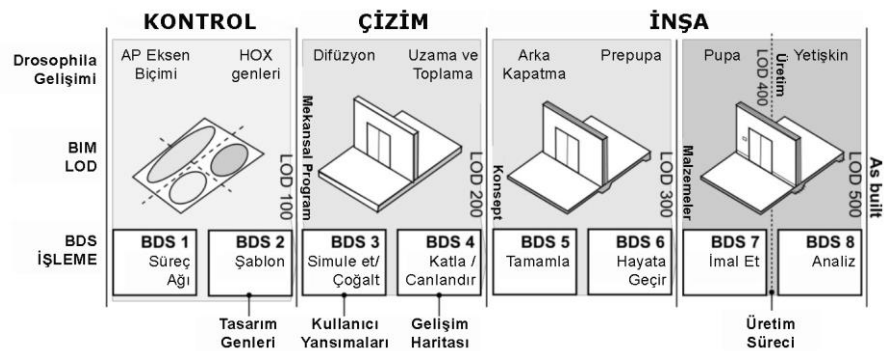 KONTROL ÇİZİM İNŞA
Drosophila
Gelişimi
AP Eksen
Biçimi
HOX
genleri
Difüzyon
Uzama ve
Toplama
Arka
Kapatma
Prepupa
Pupa
Yetişkin
BIM
LOD
LOD 100
Mekansal Program
LOD 200
Konsept
LOD 300
Malzemeler
Üretim
LOD 400
LOD 500
As built
BDS
İŞLEME
BDS 1
Süreç
Ağı
BDS 2
Şablon
BDS 3
Simule et/
Çoğalt
BDS 4
Katla /
Canlandır
BDS 5
Tamamla
BDS 6
Hayata
Geçir
BDS 7
İmal Et
BDS 8
Analiz
Tasarım
Genleri
Kullanıcı
Yansımaları
Gelişim
Haritası
Üretim
Süreci